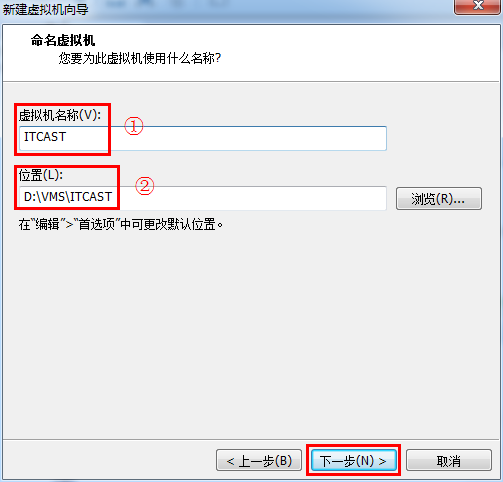 新建虚拟机向导
命名虚拟机
您要为此虚拟机使用什么名称?
虚拟机名称(V):
①
ITCAST
位置(L):
②
D:\VMS\ITCAST
浏览(R)...
在“编辑”>“首选项”中可更改默认位置。
< 上一步(B)
下一步(N) >
取消